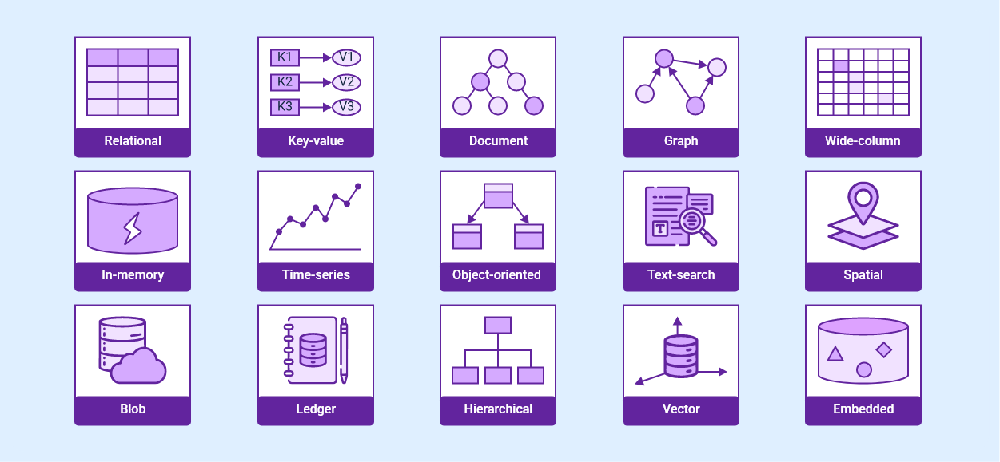 Relational
K1 V1
K2 V2
K3 V3
Key-value
Document
Graph
Wide-column
In-memory
Time-series
Object-oriented
T
Text-search
Spatial
Blob
Ledger
Hierarchical
Vector
Embedded